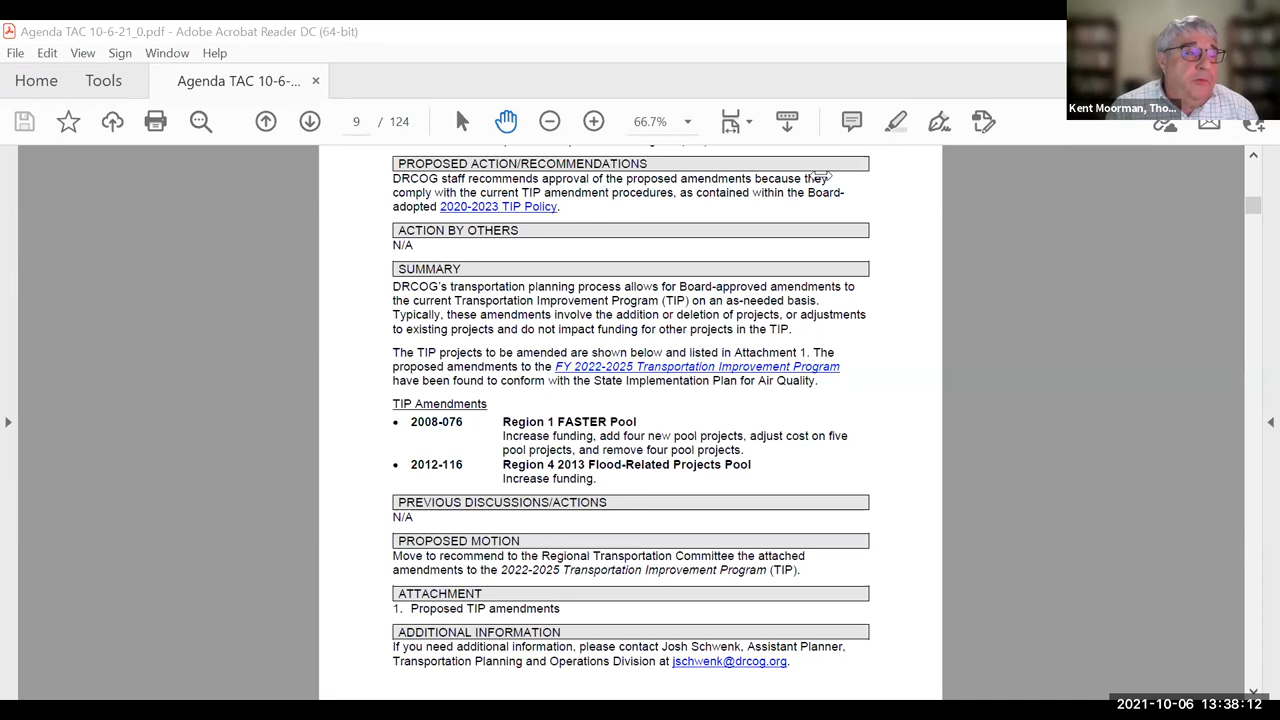 Agenda TAC 10-6-21_0.pdf - Adobe Acrobat Reader DC (64-bit)
File Edit View Sign Window Help
Home Tools Agenda TAC 10-6-... ×
9 / 124 66.7%
Kent Moorman, Tho...
PROPOSED ACTION/RECOMMENDATIONS
DRCOG staff recommends approval of the proposed amendments because they
comply with the current TIP amendment procedures, as contained within the Board-
adopted 2020-2023 TIP Policy.
ACTION BY OTHERS
N/A
SUMMARY
DRCOG's transportation planning process allows for Board-approved amendments to
the current Transportation Improvement Program (TIP) on an as-needed basis.
Typically, these amendments involve the addition or deletion of projects, or adjustments
to existing projects and do not impact funding for other projects in the TIP.
The TIP projects to be amended are shown below and listed in Attachment 1. The
proposed amendments to the FY 2022-2025 Transportation Improvement Program
have been found to conform with the State Implementation Plan for Air Quality.
TIP Amendments
• 2008-076 Region 1 FASTER Pool
Increase funding, add four new pool projects, adjust cost on five
pool projects, and remove four pool projects.
• 2012-116 Region 4 2013 Flood-Related Projects Pool
Increase funding.
PREVIOUS DISCUSSIONS/ACTIONS
N/A
PROPOSED MOTION
Move to recommend to the Regional Transportation Committee the attached
amendments to the 2022-2025 Transportation Improvement Program (TIP).
ATTACHMENT
1. Proposed TIP amendments
ADDITIONAL INFORMATION
If you need additional information, please contact Josh Schwenk, Assistant Planner,
Transportation Planning and Operations Division at jschwenk@drcog.org.
2021-10-06 13:38:12